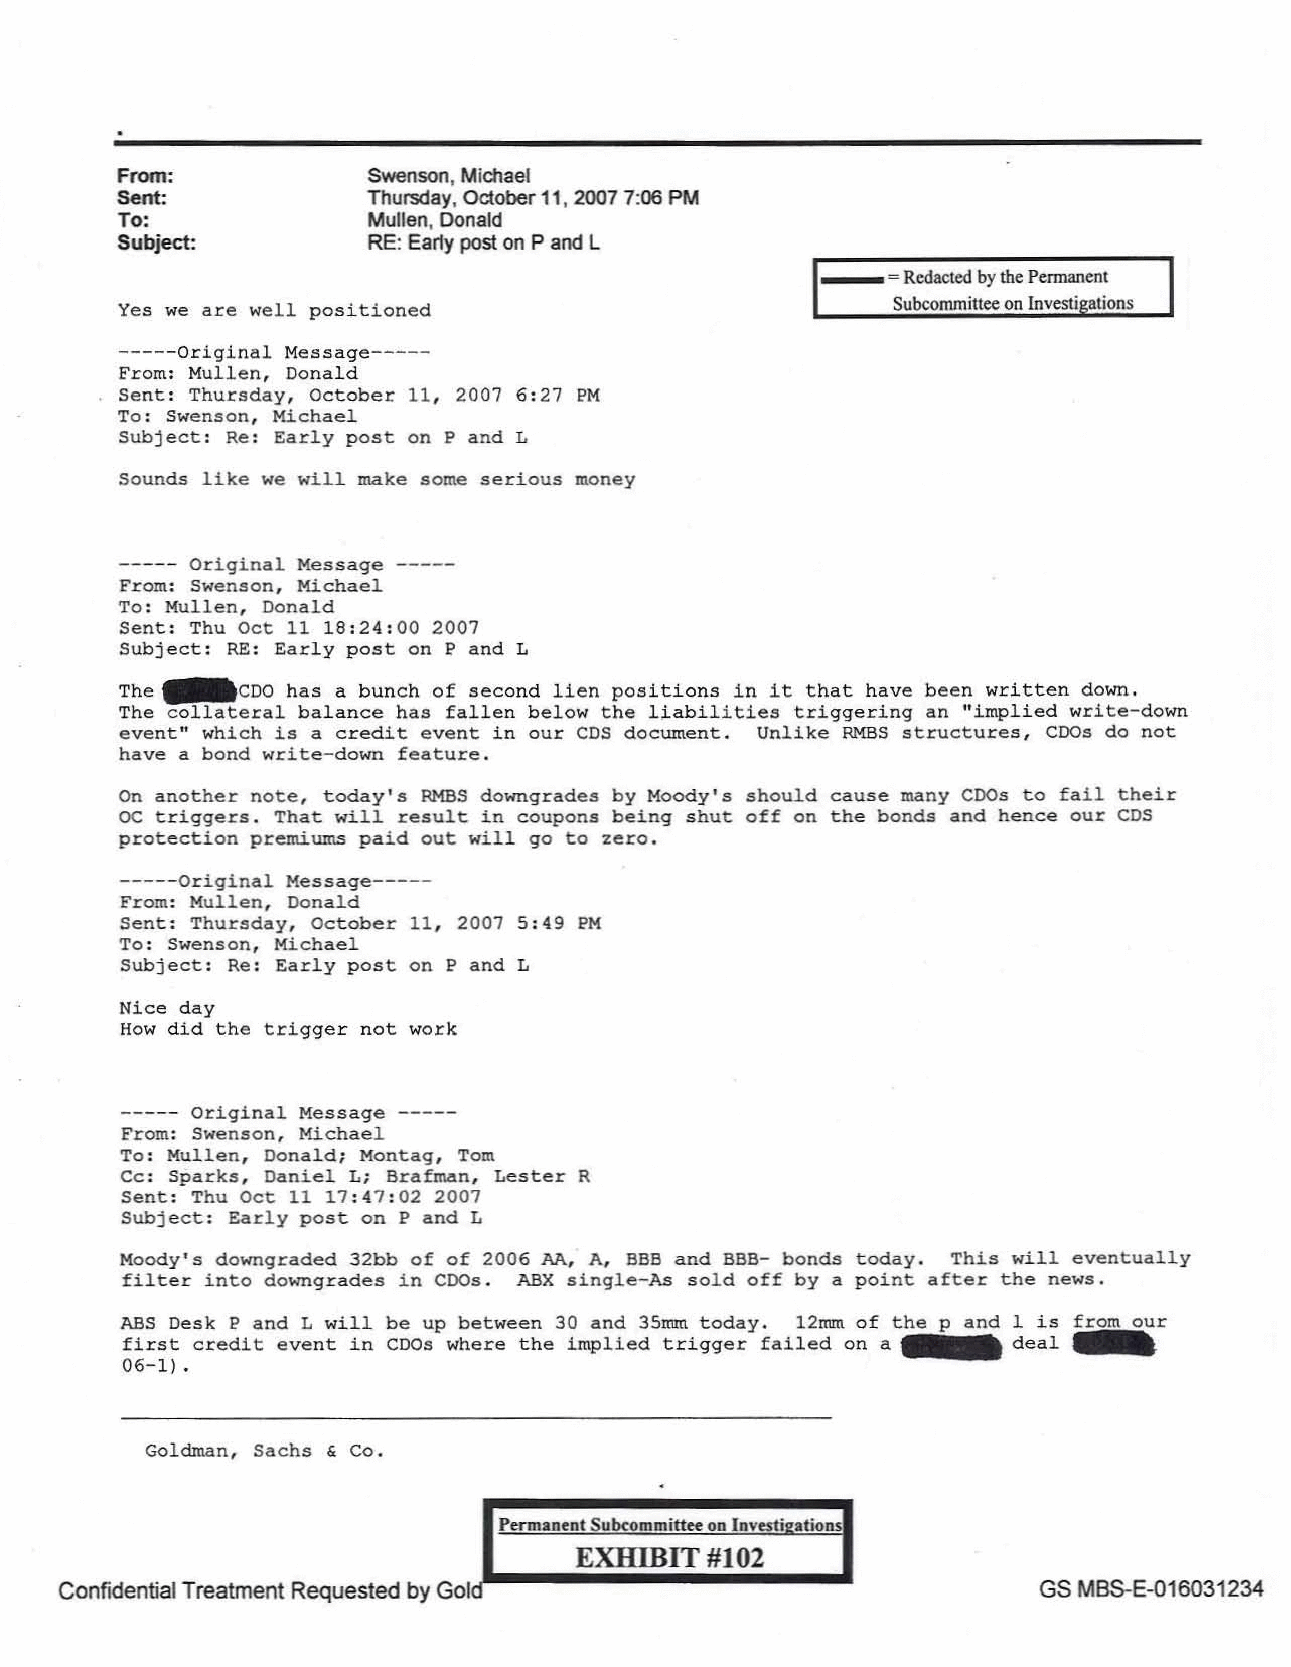 From: Swenson, Michael
Sent: Thursday, October 11, 2007 7:06 PM
To: Mullen, Donald
Subject: RE: Early post on P and L
= Redacted by the Permanent
Subcommittee on Investigations
Yes we are well positioned
-----Original Message-----
From: Mullen, Donald
Sent: Thursday, October 11, 2007 6:27 PM
To: Swenson, Michael
Subject: Re: Early post on P and L
Sounds like we will make some serious money
----- Original Message -----
From: Swenson, Michael
To: Mullen, Donald
Sent: Thu Oct 11 18:24:00 2007
Subject: RE: Early post on P and L
The CDO has a bunch of second lien positions in it that have been written down.
The collateral balance has fallen below the liabilities triggering an "implied write-down
event" which is a credit event in our CDS document. Unlike RMBS structures, CDOs do not
have a bond write-down feature.
On another note, today's RMBS downgrades by Moody's should cause many CDOs to fail their
OC triggers. That will result in coupons being shut off on the bonds and hence our CDS
protection premiums paid out will go to zero.
-----Original Message-----
From: Mullen, Donald
Sent: Thursday, October 11, 2007 5:49 PM
To: Swenson, Michael
Subject: Re: Early post on P and L
Nice day
How did the trigger not work
----- Original Message -----
From: Swenson, Michael
To: Mullen, Donald; Montag, Tom
Cc: Sparks, Daniel L; Brafman, Lester R
Sent: Thu Oct 11 17:47:02 2007
Subject: Early post on P and L
Moody's downgraded 32bb of of 2006 AA, A, BBB and BBB- bonds today. This will eventually
filter into downgrades in CDOs. ABX single-As sold off by a point after the news.
ABS Desk P and L will be up between 30 and 35mm today. 12mm of the p and l is from our
first credit event in CDOs where the implied trigger failed on a deal
06-1).
Goldman, Sachs & Co.
Permanent Subcommittee on Investigations
EXHIBIT #102
Confidential Treatment Requested by Gold
GS MBS-E-016031234